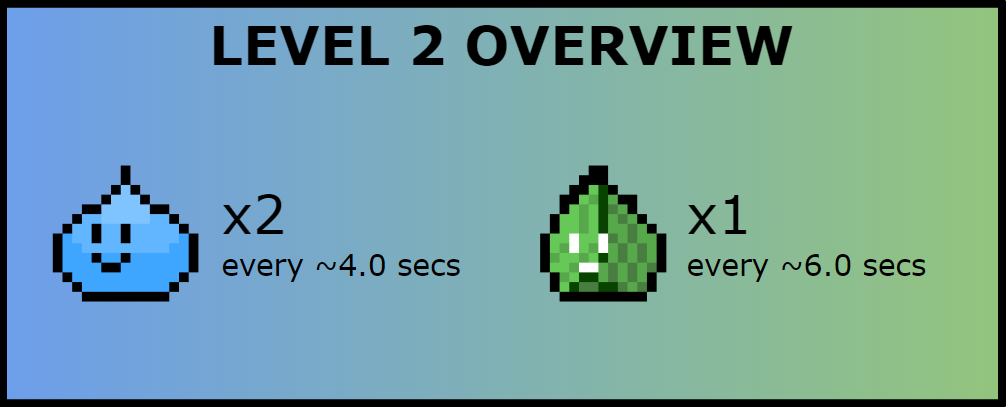 LEVEL 2 OVERVIEW
x2
every ~4.0 secs
x1
every ~6.0 secs